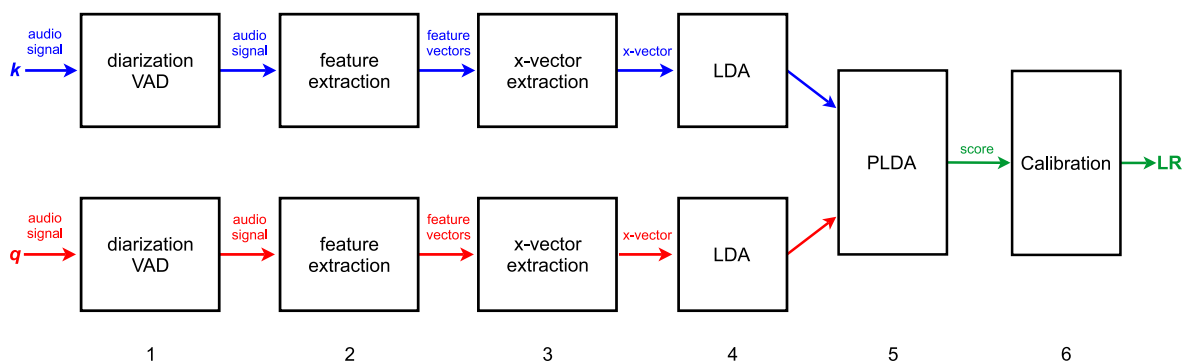 audio
signal
k
diarization
VAD
audio
signal
feature
extraction
feature
vectors
x-vector
extraction
x-vector
LDA
PLDA
score
Calibration
LR
audio
signal
q
diarization
VAD
audio
signal
feature
extraction
feature
vectors
x-vector
extraction
x-vector
LDA
1 2 3 4 5 6